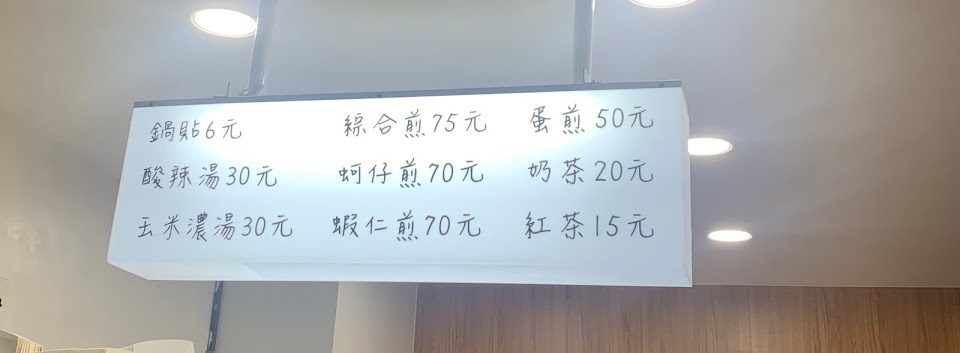 鍋貼6元 綜合煎75元 蛋煎50元
酸辣湯30元 蚵仔煎70元 奶茶20元
玉米濃湯30元 蝦仁煎70元 紅茶15元